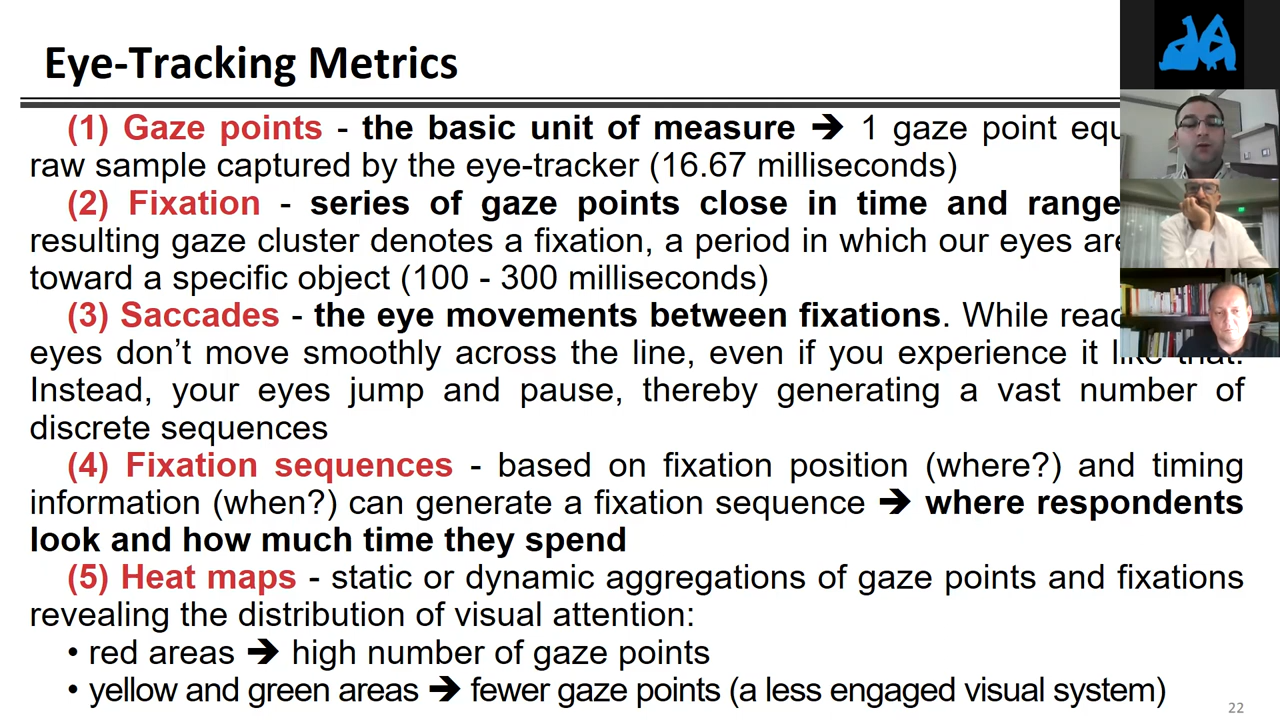 Eye-Tracking Metrics
(1) Gaze points - the basic unit of measure ➔ 1 gaze point
raw sample captured by the eye-tracker (16.67 milliseconds)
(2) Fixation - series of gaze points close in time and range
resulting gaze cluster denotes a fixation, a period in which our eyes are
toward a specific object (100 - 300 milliseconds)
(3) Saccades - the eye movements between fixations. While
eyes don’t move smoothly across the line, even if you experience it like that.
Instead, your eyes jump and pause, thereby generating a vast number of
discrete sequences
(4) Fixation sequences - based on fixation position (where?) and timing
information (when?) can generate a fixation sequence ➔ where respondents
look and how much time they spend
(5) Heat maps - static or dynamic aggregations of gaze points and fixations
revealing the distribution of visual attention:
• red areas ➔ high number of gaze points
• yellow and green areas ➔ fewer gaze points (a less engaged visual system)
22